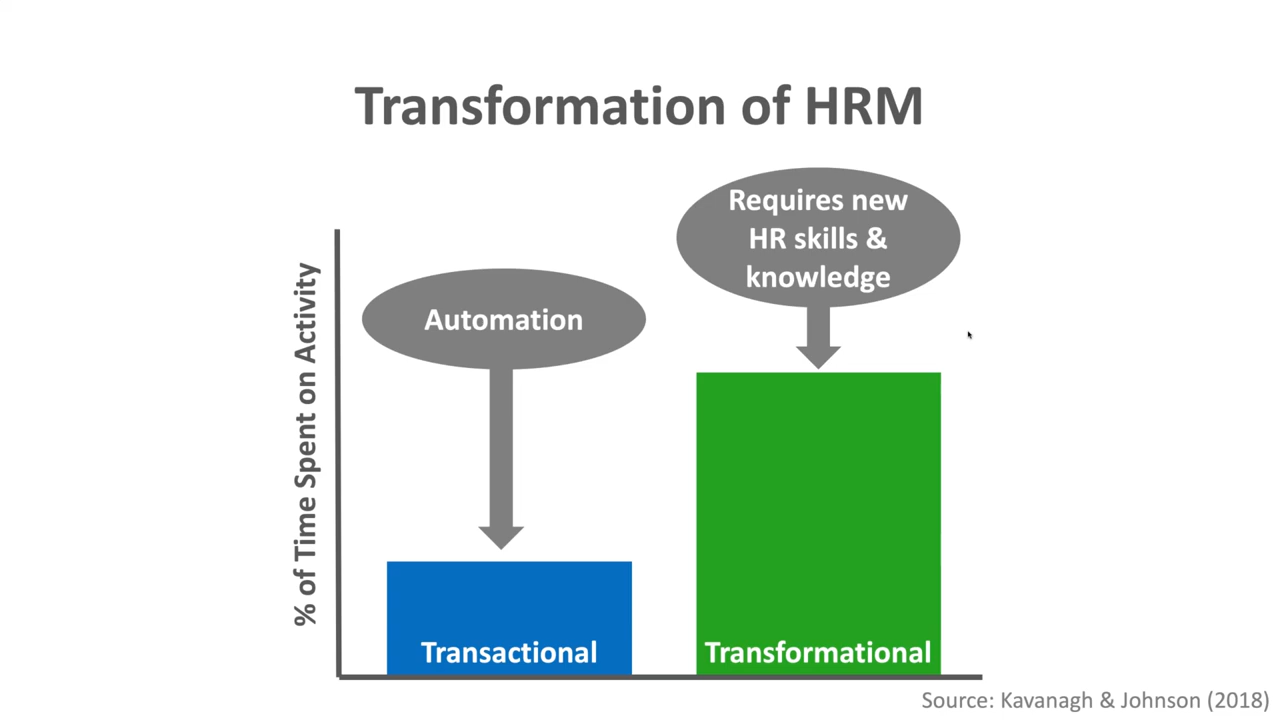 Transformation of HRM
Requires new
HR skills &
knowledge
Automation
% of Time Spent on Activity
Transactional
Transformational
Source: Kavanagh & Johnson (2018)